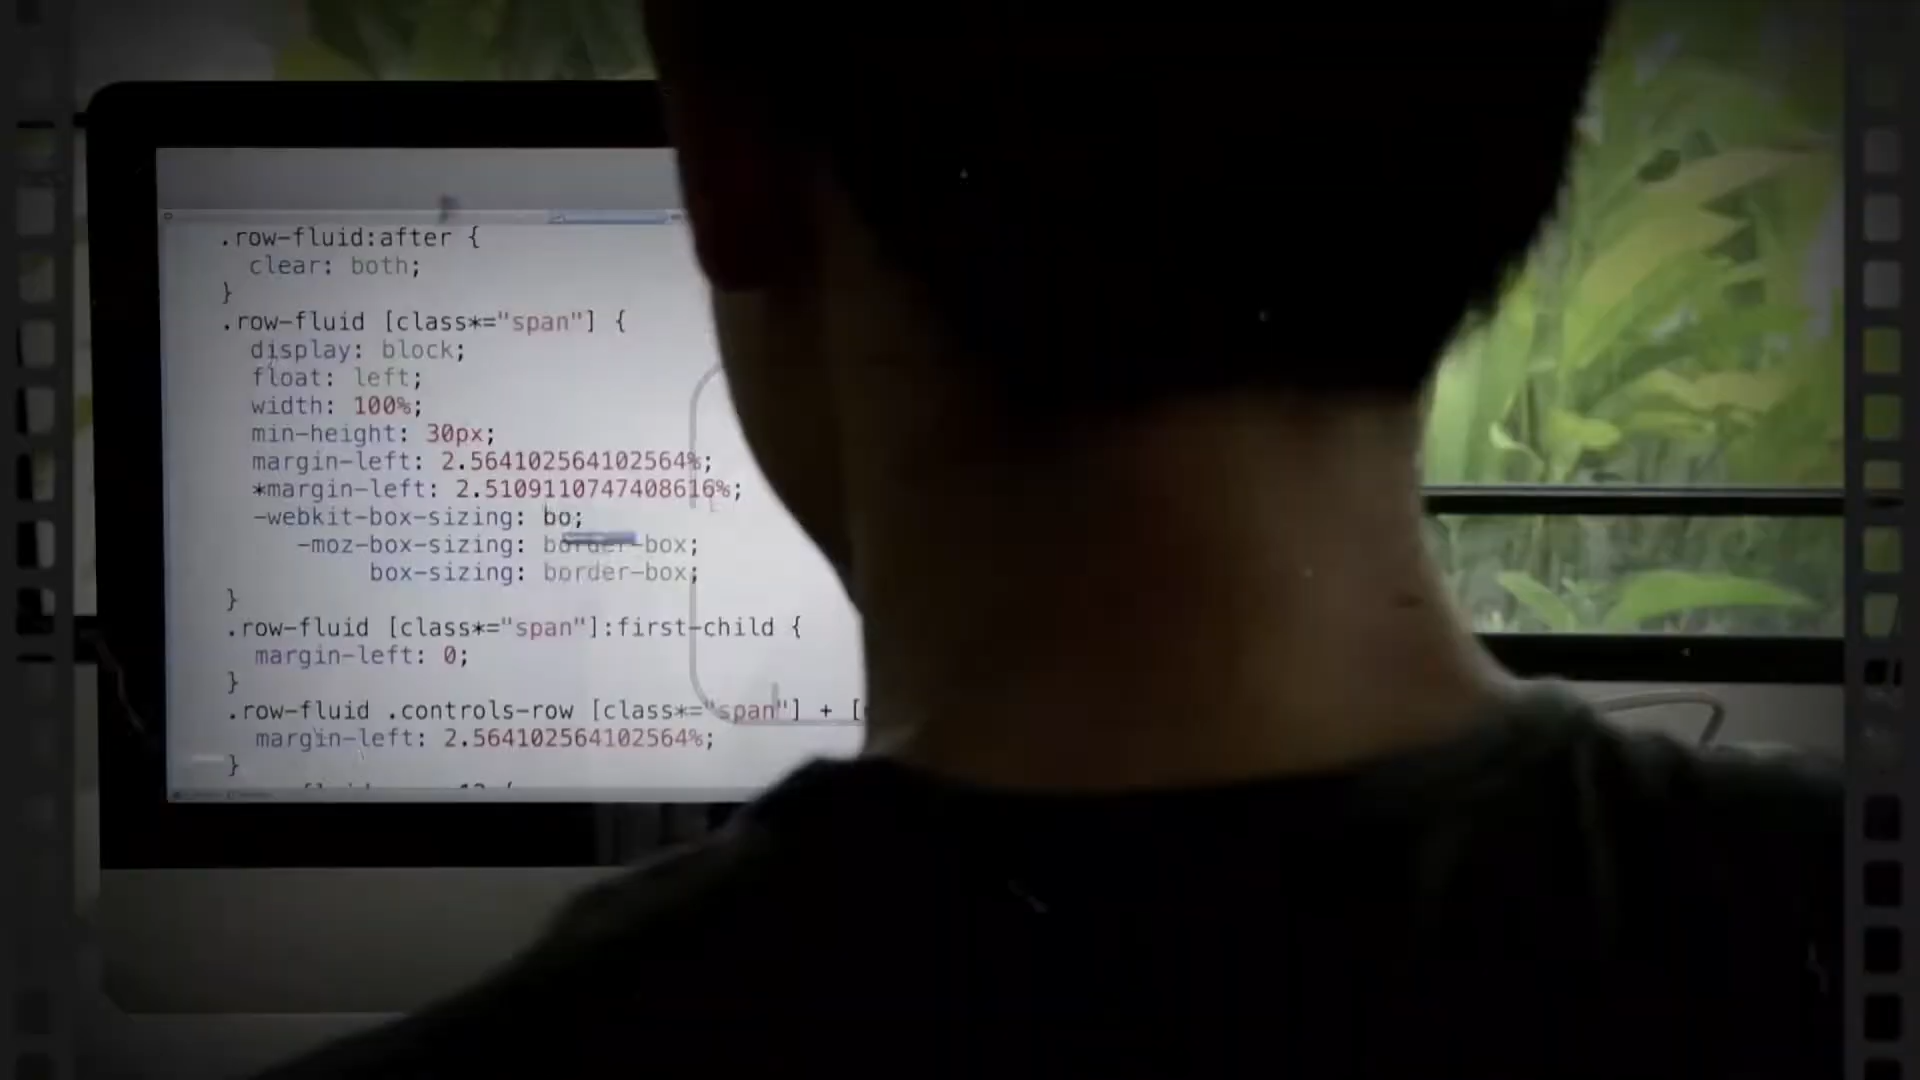 .row-fluid:after {
clear: both;
}
.row-fluid [class*="span"] {
display: block;
float: left;
width: 100%;
min-height: 30px;
margin-left: 2.564102564102564%;
*margin-left: 2.5109110747408616%;
-webkit-box-sizing: bo;
-moz-box-sizing: border-box;
box-sizing: border-box;
}
.row-fluid [class*="span"]:first-child {
margin-left: 0;
}
.row-fluid .controls-row [class*="span"] + [
margin-left: 2.564102564102564%;
}